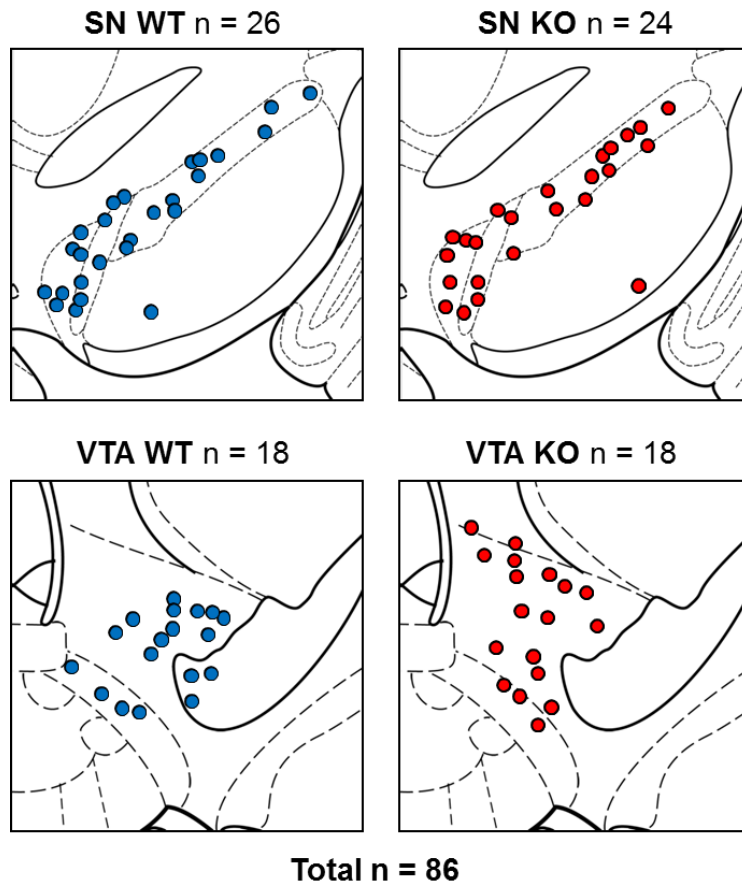 SN WT n = 26
SN KO n = 24
VTA WT n = 18
VTA KO n = 18
Total n = 86